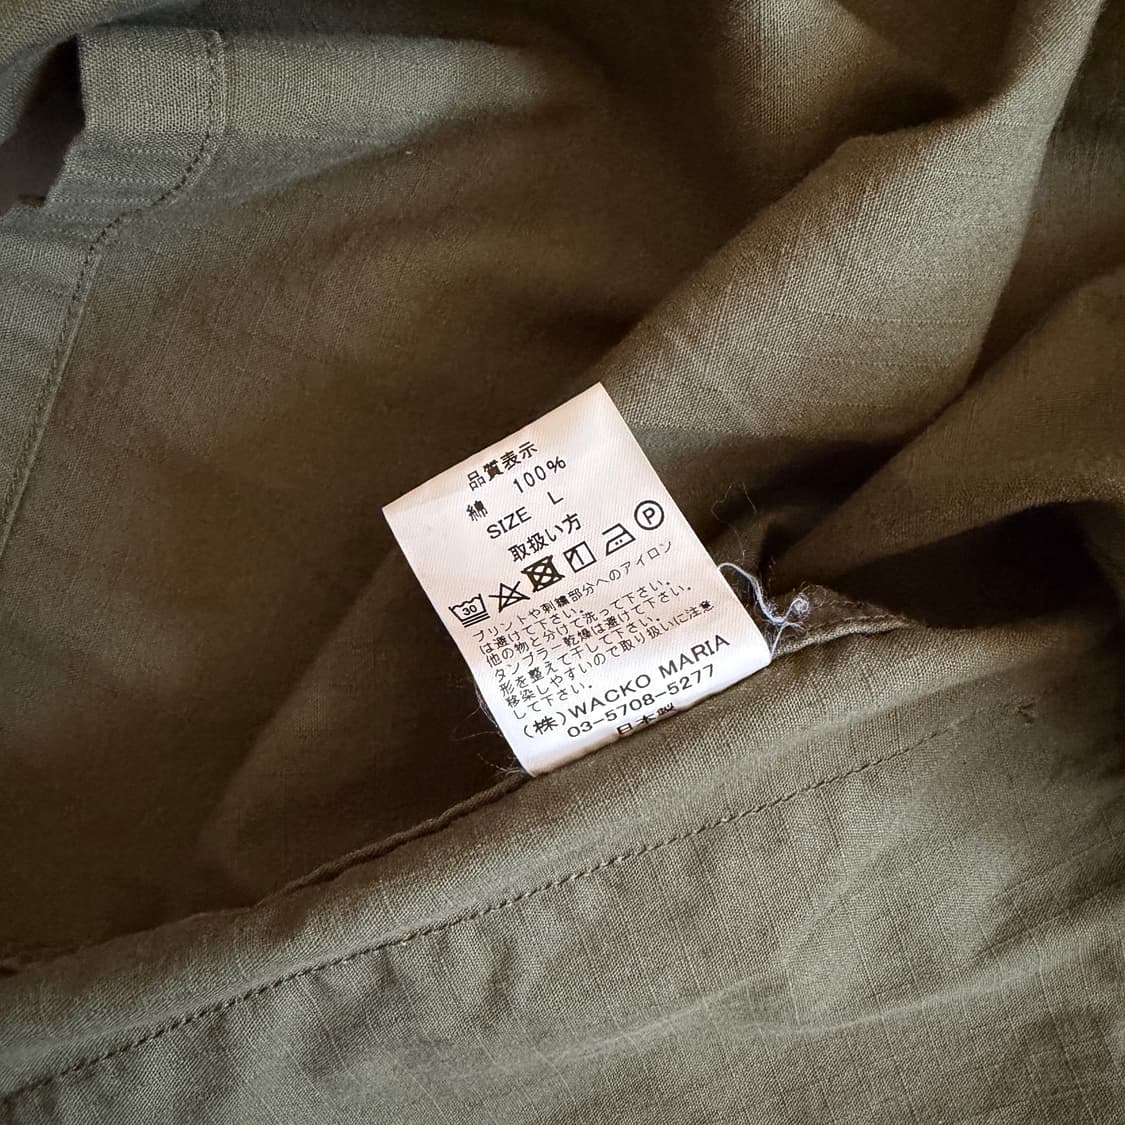 品質表示
綿 100%
SIZE L
取扱い方
30 P
プリントや刺繍部分へのアイロン
は避けて下さい。
他の物と分けて洗って下さい。
タンブラー乾燥は避けて下さい。
形を整えて干して下さい。
移染しやすいので取り扱いに注意
して下さい。
(株)WACKO MARIA
03-5708-5277
日本製